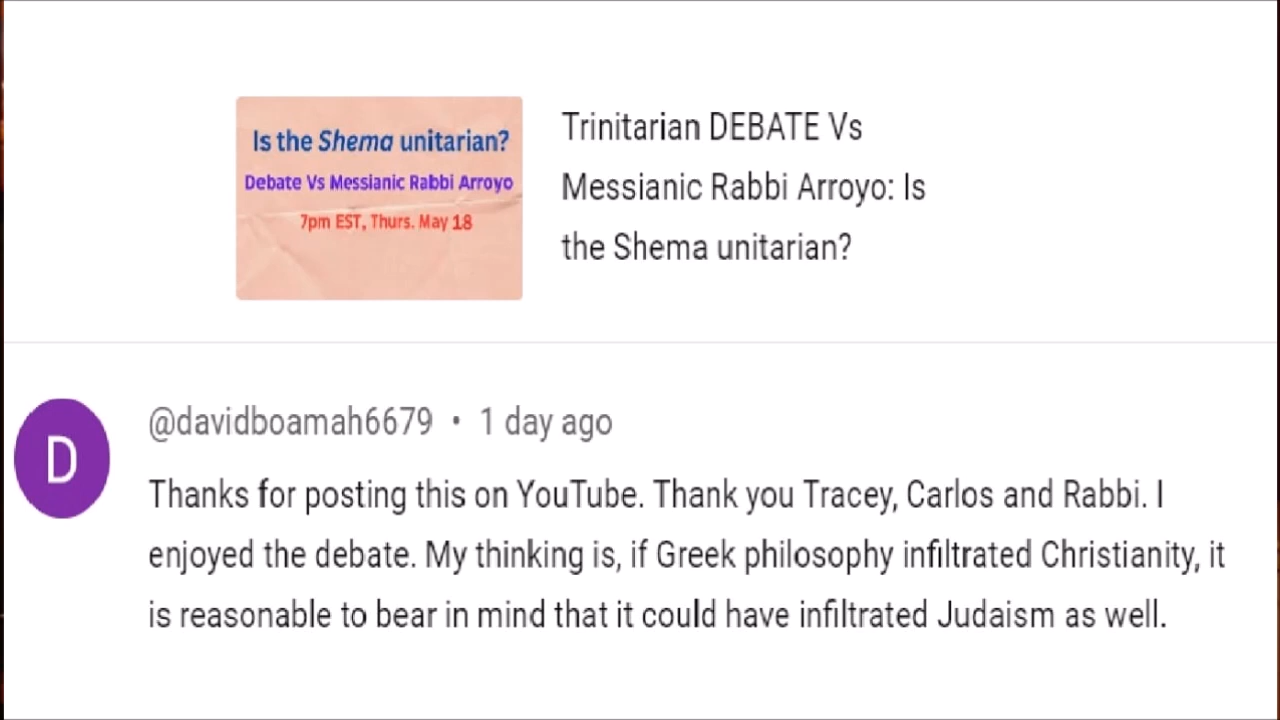 Is the Shema unitarian?
Debate Vs Messianic Rabbi Arroyo
7pm EST, Thurs. May 18
Trinitarian DEBATE Vs
Messianic Rabbi Arroyo: Is
the Shema unitarian?
D
@davidboamah6679 • 1 day ago
Thanks for posting this on YouTube. Thank you Tracey, Carlos and Rabbi. I
enjoyed the debate. My thinking is, if Greek philosophy infiltrated Christianity, it
is reasonable to bear in mind that it could have infiltrated Judaism as well.